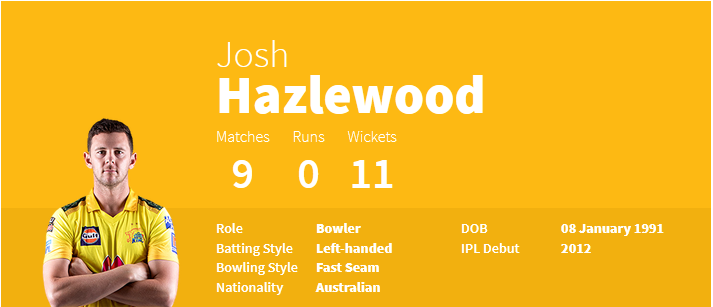 Josh
Hazlewood
Matches Runs Wickets
9 0 11
Role Bowler DOB 08 January 1991
Batting Style Left-handed IPL Debut 2012
Bowling Style Fast Seam
Nationality Australian
Gulf